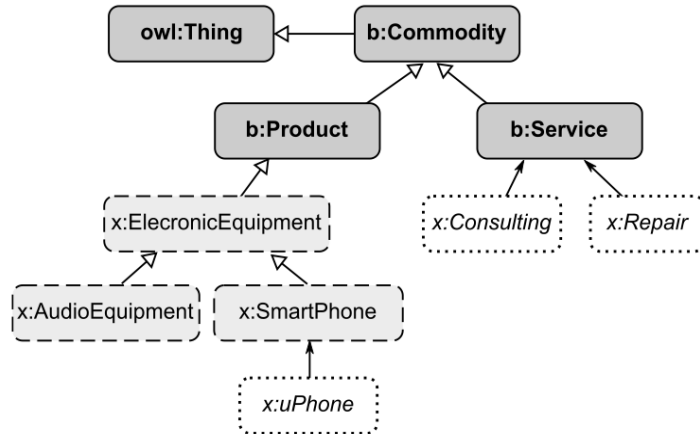 owl:Thing
b:Commodity
b:Product
b:Service
x:ElecronicEquipment
x:Consulting
x:Repair
x:AudioEquipment
x:SmartPhone
x:uPhone